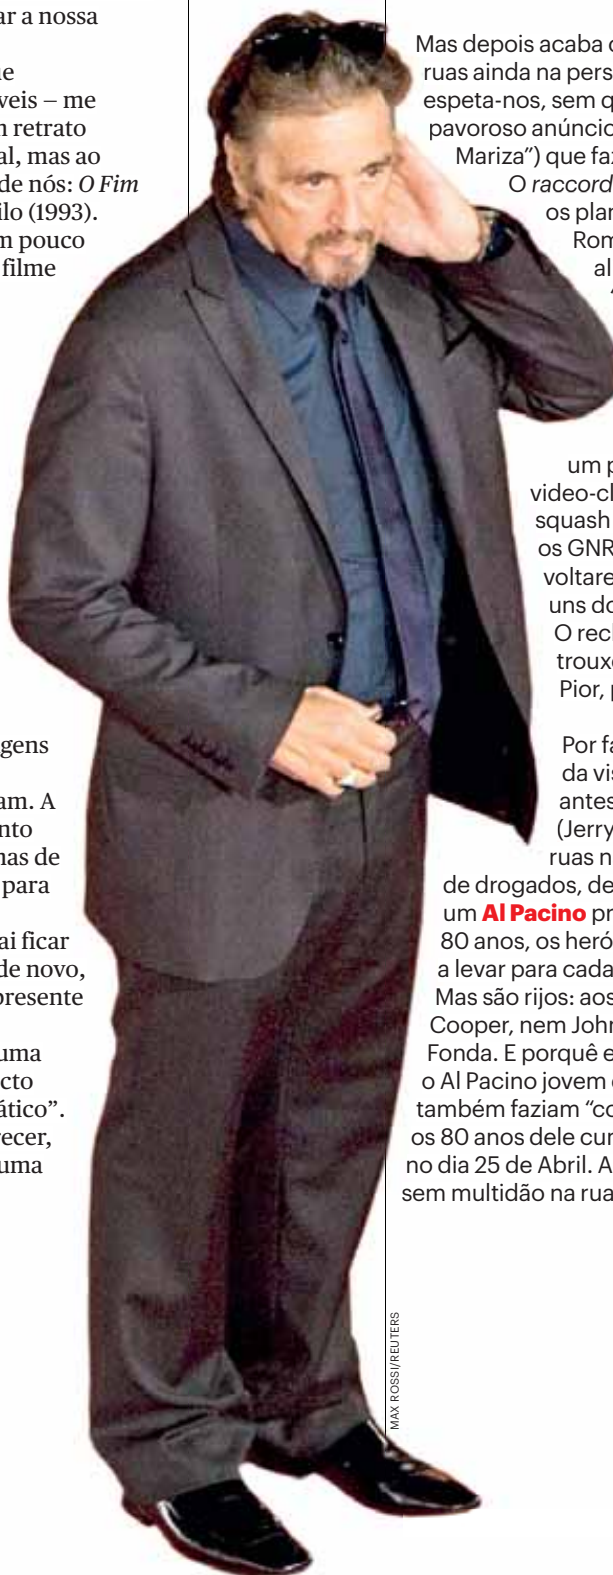 ar a nossa
ue
veis – me
n retrato
al, mas ao
de nós: O Fim
ilo (1993).
m pouco
filme
gens
am. A
nto
nas de
para
ai ficar
de novo,
presente
uma
cto
ático”.
recer,
uma
Mas depois acaba
ruas ainda na pers
espeta-nos, sem q
pavoroso anúncio
Mariza”) que faz
O raccord
os plan
Rom
al
um p
video-cl
squash
os GNR
voltare
uns do
O recl
trouxe
Pior, p
Por fa
da vis
antes
(Jerry
ruas n
de drogados, de
um Al Pacino pr
80 anos, os heró
a levar para cada
Mas são rijos: aos
Cooper, nem John
Fonda. E porquê e
o Al Pacino jovem
também faziam “co
os 80 anos dele cum
no dia 25 de Abril. A
sem multidão na rua
MAX ROSSI/REUTERS